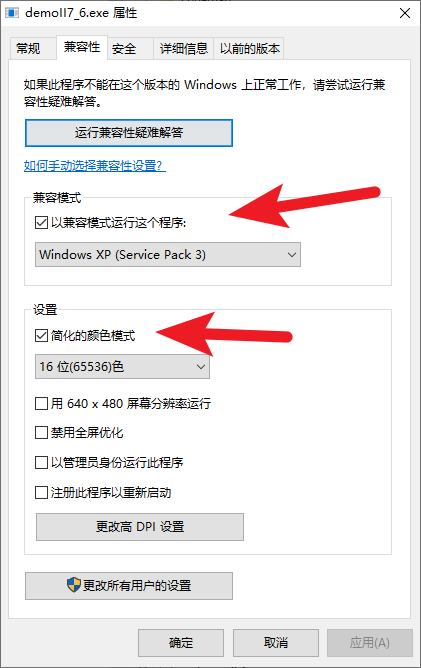 demoII7_6.exe 属性
常规
兼容性
安全
详细信息
以前的版本
如果此程序不能在这个版本的 Windows 上正常工作，请尝试运行兼
容性疑难解答。
运行兼容性疑难解答
如何手动选择兼容性设置?
兼容模式
以兼容模式运行这个程序:
Windows XP (Service Pack 3)
设置
简化的颜色模式
16 位(65536)色
用 640 x 480 屏幕分辨率运行
禁用全屏优化
以管理员身份运行此程序
注册此程序以重新启动
更改高 DPI 设置
更改所有用户的设置
确定
取消
应用(A)